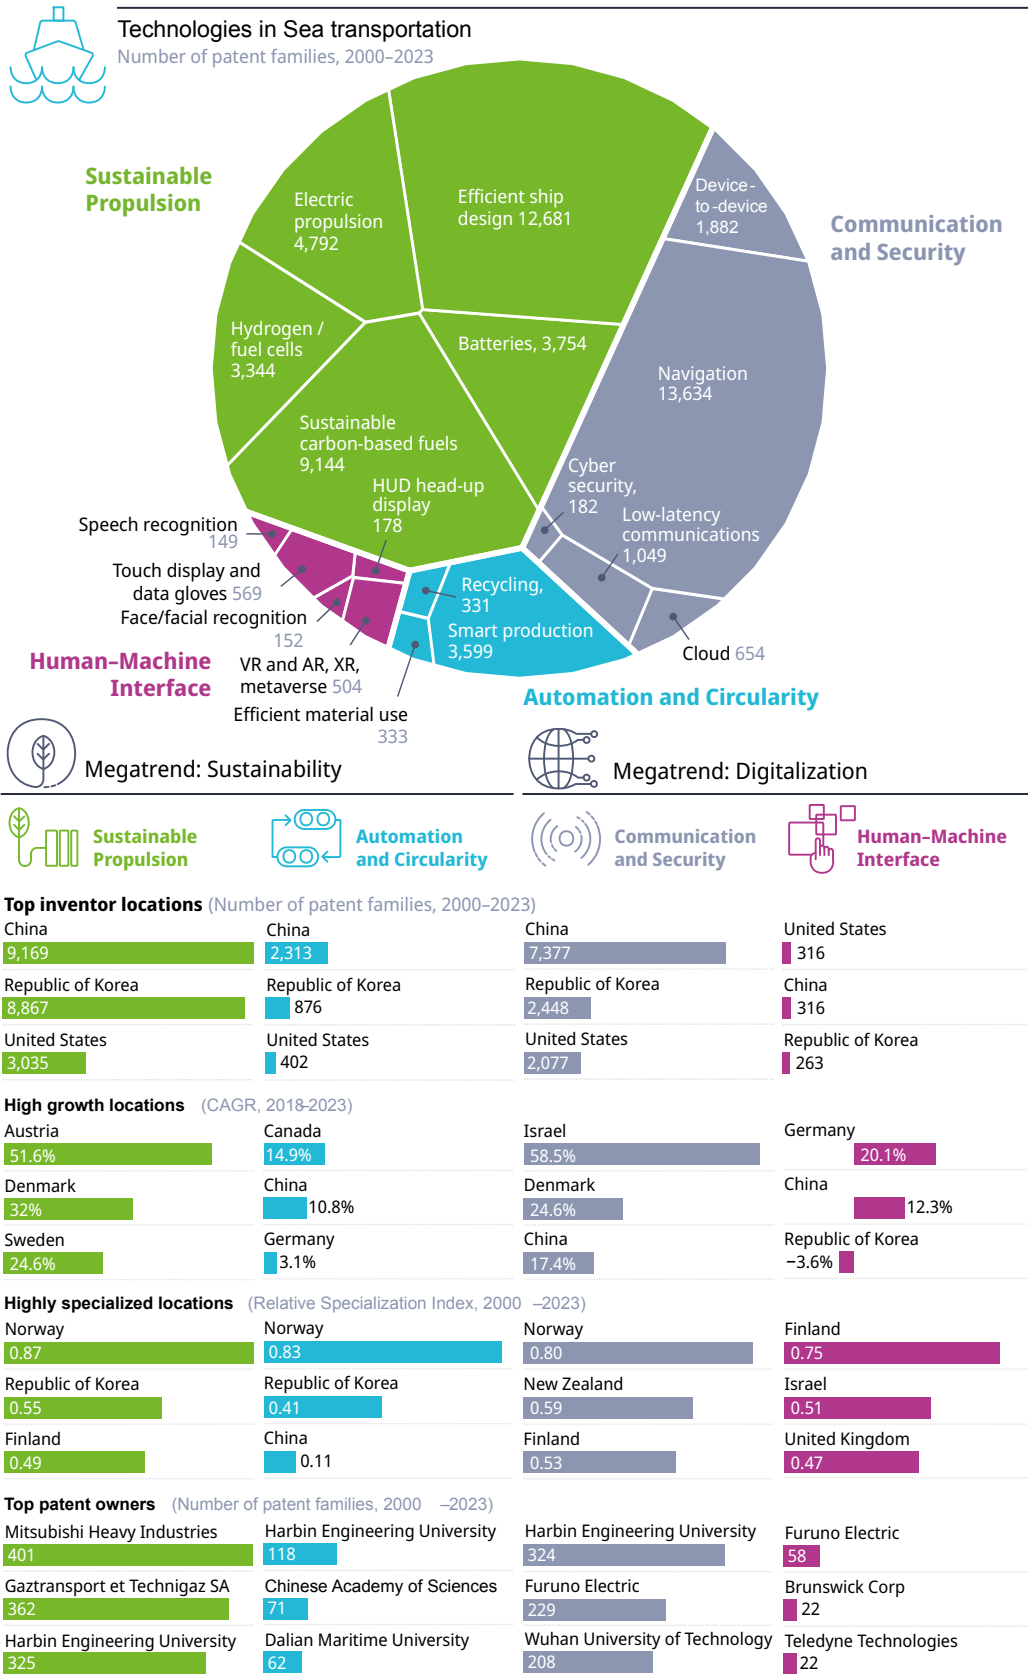 Technologies in Sea transportation
Number of patent families, 2000–2023
Sustainable
Propulsion
Electric
propulsion
4,792
Efficient ship
design 12,681
Device-
to-device
1,882
Communication
and Security
Hydrogen /
fuel cells
3,344
Batteries, 3,754
Navigation
13,634
Sustainable
carbon-based fuels
9,144
HUD head-up
display
178
Cyber
security,
182
Low-latency
communications
1,049
Speech recognition
149
Touch display and
data gloves 569
Face/facial recognition
152
Recycling,
331
Smart production
3,599
Cloud 654
Human–Machine
Interface
VR and AR, XR,
metaverse 504
Efficient material use
333
Automation and Circularity
Megatrend: Sustainability
Megatrend: Digitalization
Sustainable
Propulsion
Automation
and Circularity
Communication
and Security
Human–Machine
Interface
Top inventor locations (Number of patent families, 2000–2023)
China
9,169
China
2,313
China
7,377
United States
316
Republic of Korea
8,867
Republic of Korea
876
Republic of Korea
2,448
China
316
United States
3,035
United States
402
United States
2,077
Republic of Korea
263
High growth locations (CAGR, 2018–2023)
Austria
51.6%
Canada
14.9%
Israel
58.5%
Germany
20.1%
Denmark
32%
China
10.8%
Denmark
24.6%
China
12.3%
Sweden
24.6%
Germany
3.1%
China
17.4%
Republic of Korea
−3.6%
Highly specialized locations (Relative Specialization Index, 2000 –2023)
Norway
0.87
Norway
0.83
Norway
0.80
Finland
0.75
Republic of Korea
0.55
Republic of Korea
0.41
New Zealand
0.59
Israel
0.51
Finland
0.49
China
0.11
Finland
0.53
United Kingdom
0.47
Top patent owners (Number of patent families, 2000 –2023)
Mitsubishi Heavy Industries
401
Harbin Engineering University
118
Harbin Engineering University
324
Furuno Electric
58
Gaztransport et Technigaz SA
362
Chinese Academy of Sciences
71
Furuno Electric
229
Brunswick Corp
22
Harbin Engineering University
325
Dalian Maritime University
62
Wuhan University of Technology
208
Teledyne Technologies
22